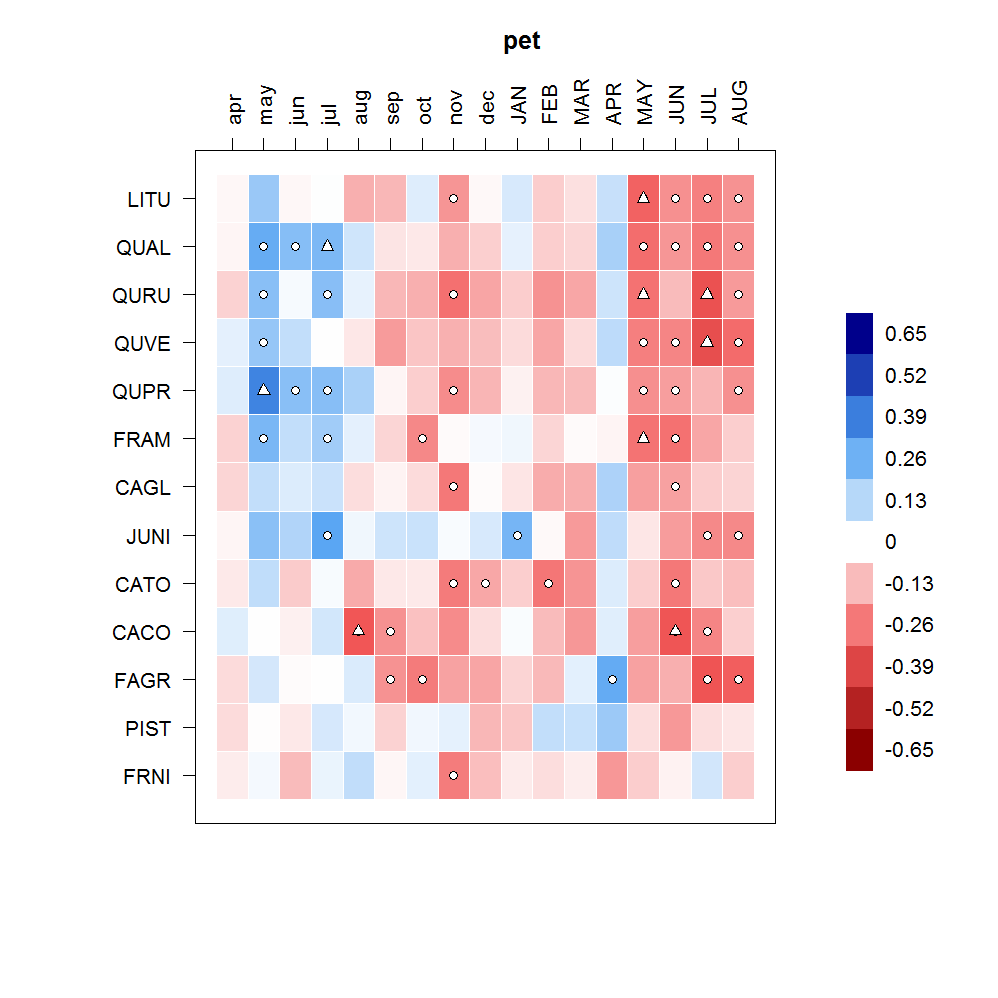 pet
apr may jun jul aug sep oct nov dec JAN FEB MAR APR MAY JUN JUL AUG
LITU
QUAL
QURU
QUVE
QUPR
FRAM
CAGL
JUNI
CATO
CACO
FAGR
PIST
FRNI
0.65
0.52
0.39
0.26
0.13
0
-0.13
-0.26
-0.39
-0.52
-0.65